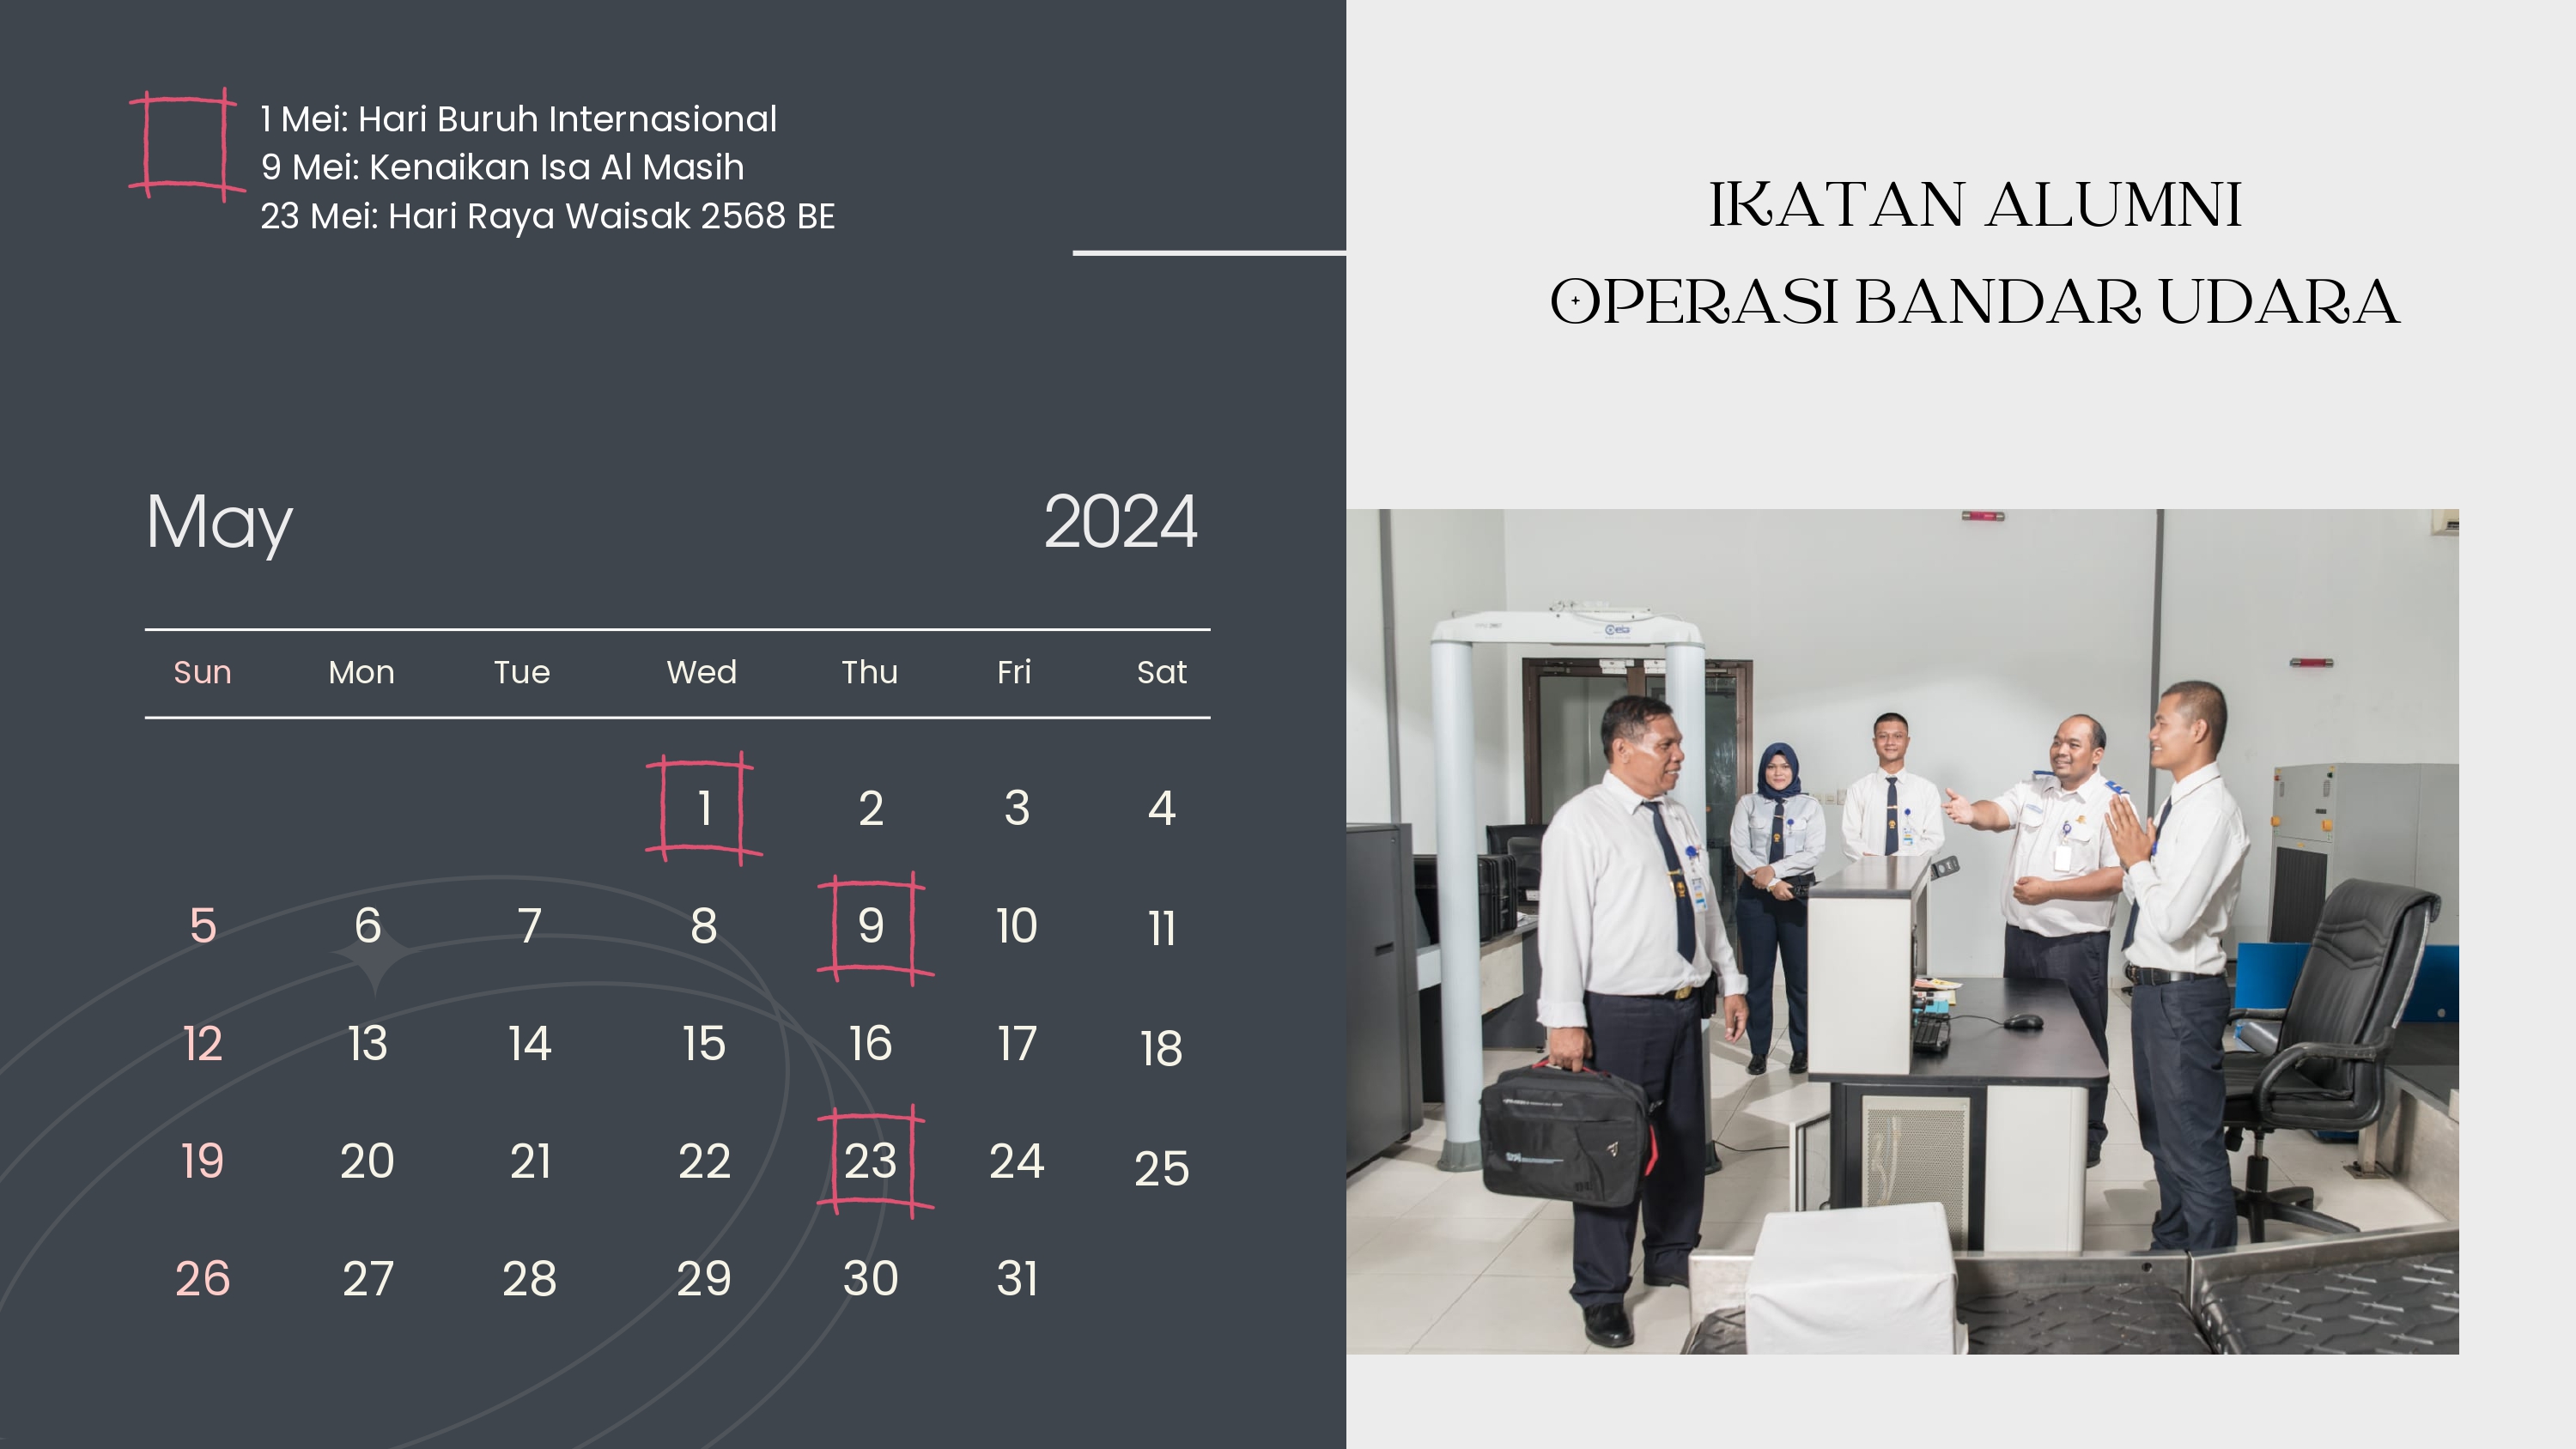 1 Mei: Hari Buruh Internasional
9 Mei: Kenaikan Isa Al Masih
23 Mei: Hari Raya Waisak 2568 BE
IKATAN ALUMNI
OPERASI BANDAR UDARA
May 2024
Sun Mon Tue Wed Thu Fri Sat
1 2 3 4
5 6 7 8 9 10 11
12 13 14 15 16 17 18
19 20 21 22 23 24 25
26 27 28 29 30 31